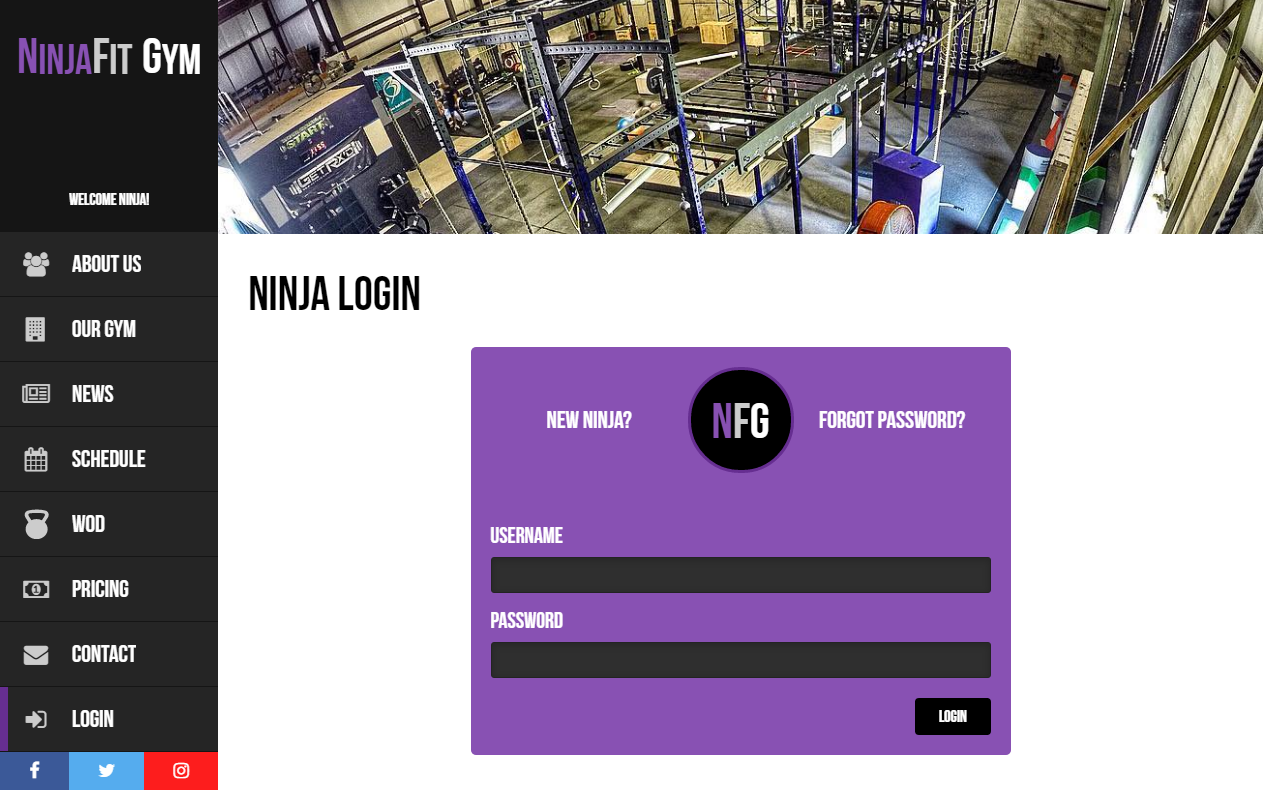 NINJAFIT GYM
WELCOME NINJA!
ABOUT US
OUR GYM
NEWS
SCHEDULE
WOD
PRICING
CONTACT
LOGIN
START
GETRX'D
NINJA LOGIN
NEW NINJA?
NFG
FORGOT PASSWORD?
USERNAME
PASSWORD
LOGIN